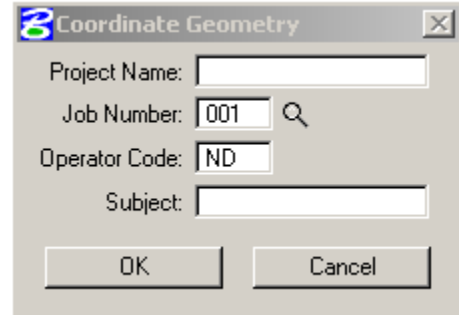 Coordinate Geometry
Project Name:
Job Number: 001
Operator Code: ND
Subject:
OK Cancel